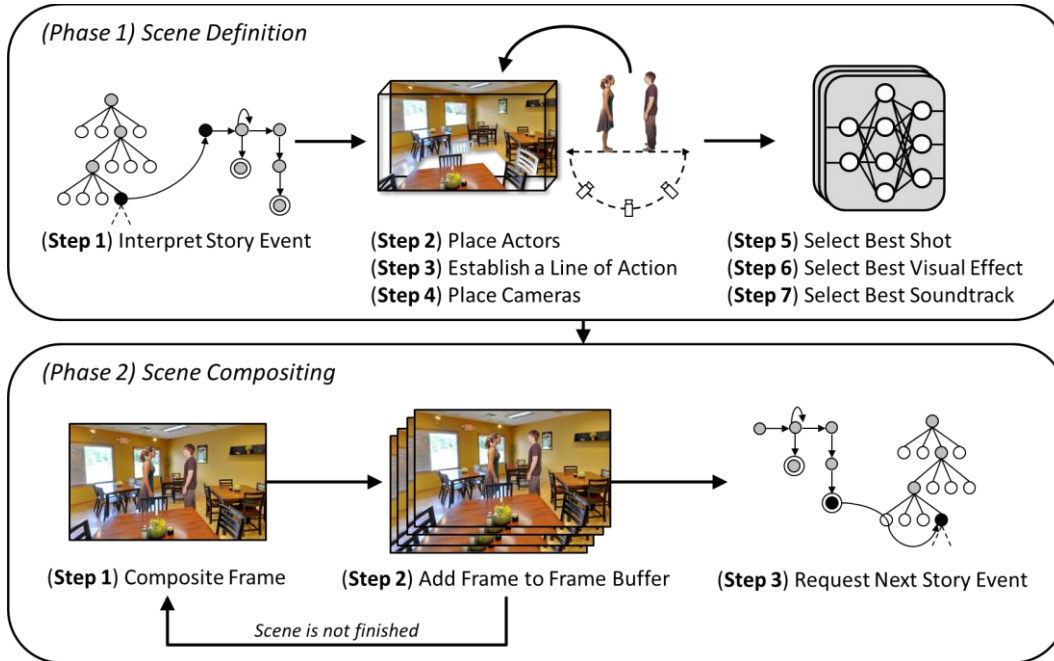 (Phase 1) Scene Definition
(Step 1) Interpret Story Event
(Step 2) Place Actors
(Step 3) Establish a Line of Action
(Step 4) Place Cameras
(Step 5) Select Best Shot
(Step 6) Select Best Visual Effect
(Step 7) Select Best Soundtrack
(Phase 2) Scene Compositing
(Step 1) Composite Frame
(Step 2) Add Frame to Frame Buffer
(Step 3) Request Next Story Event
Scene is not finished